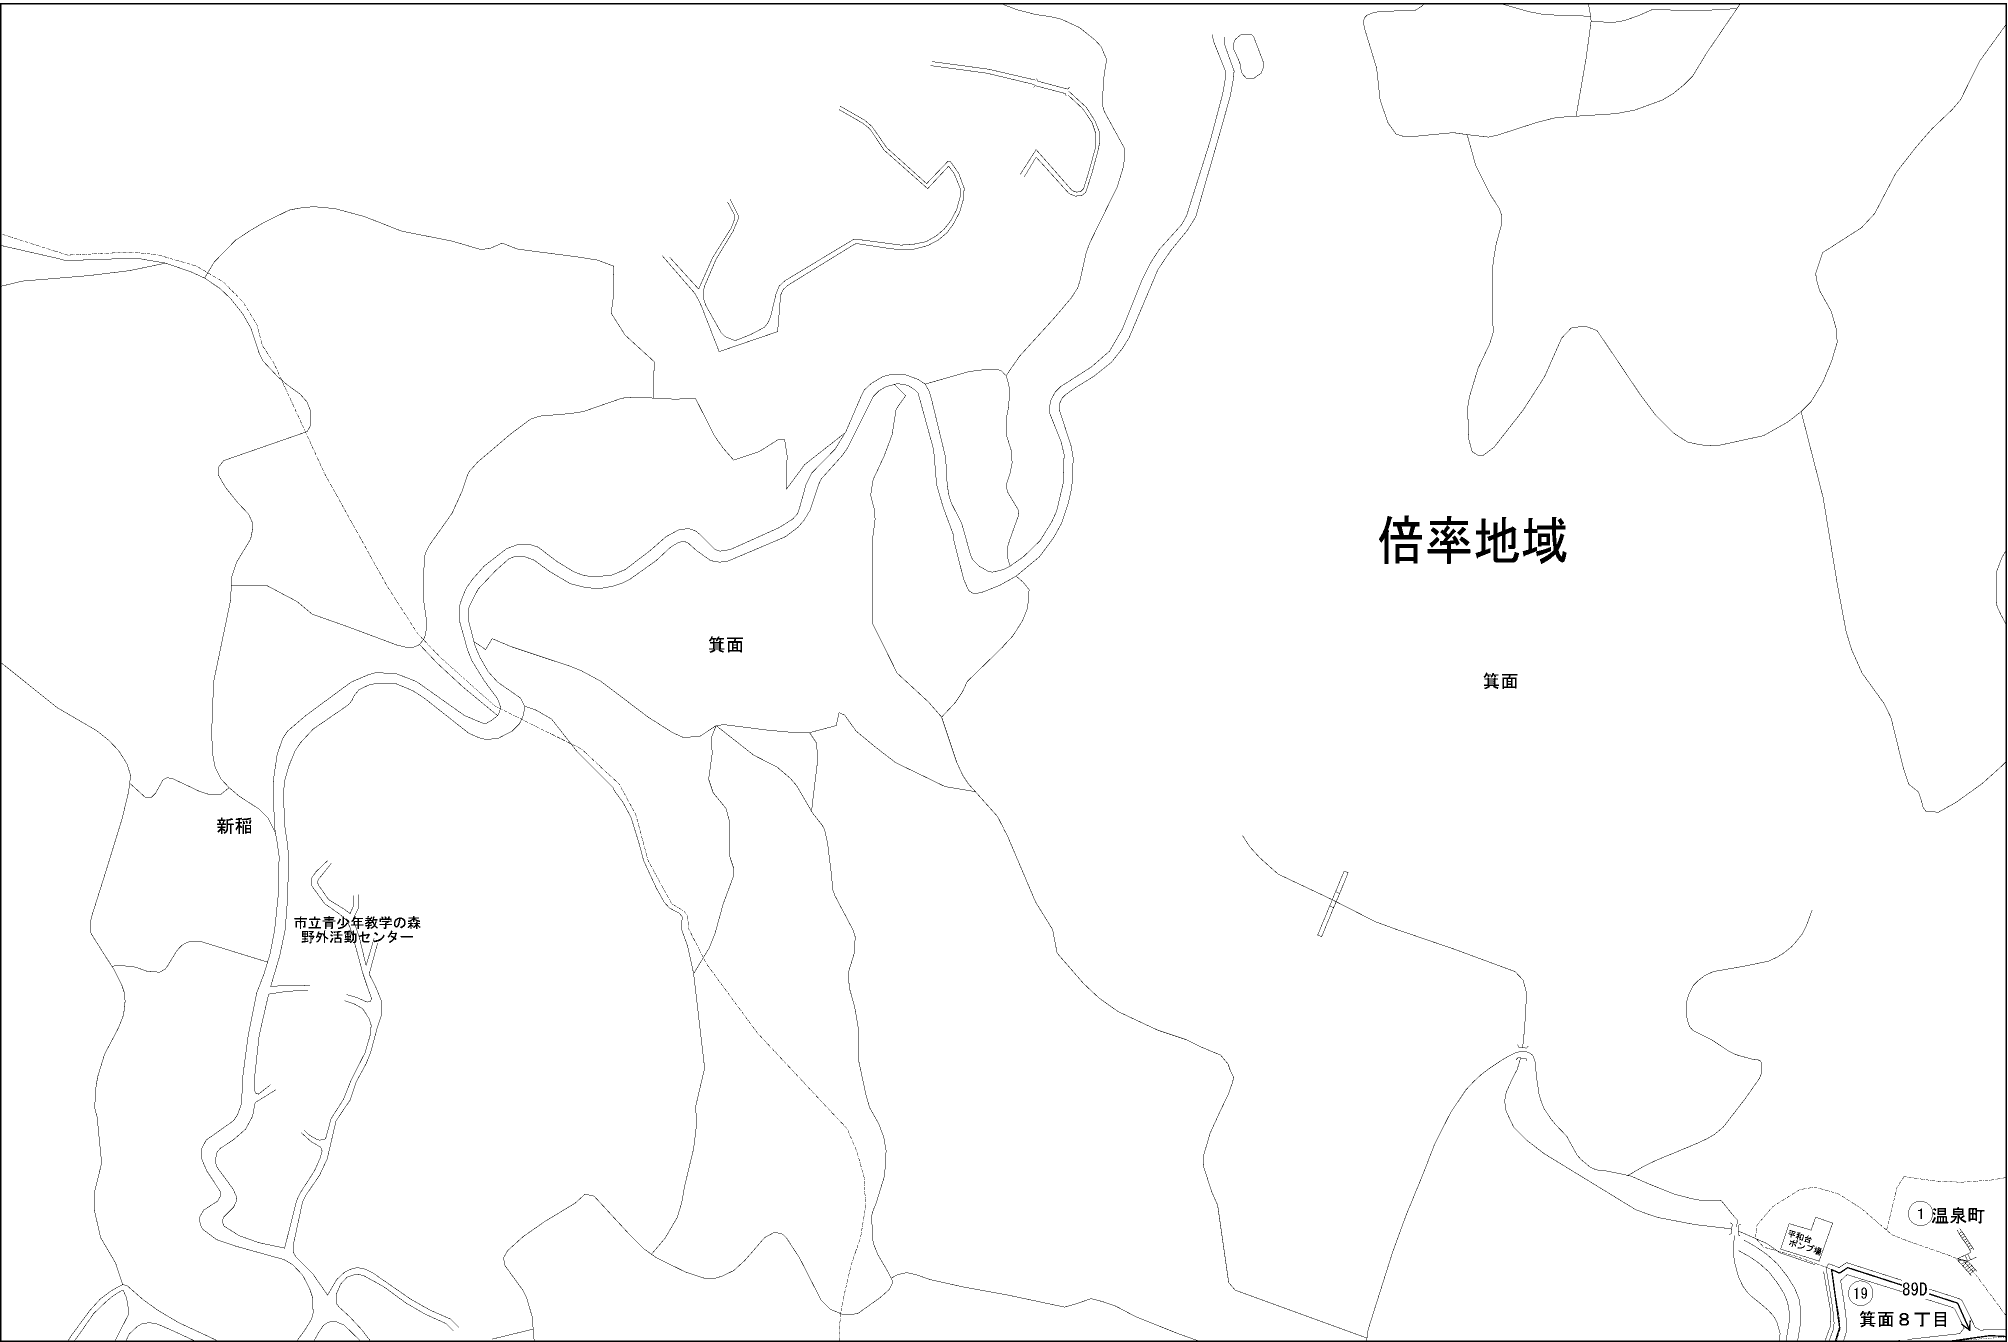 倍率地域
箕面
箕面
新稲
市立青少年教学の森
野外活動センター
1 温泉町
平和台
ポンプ場
89D
19
箕面8丁目